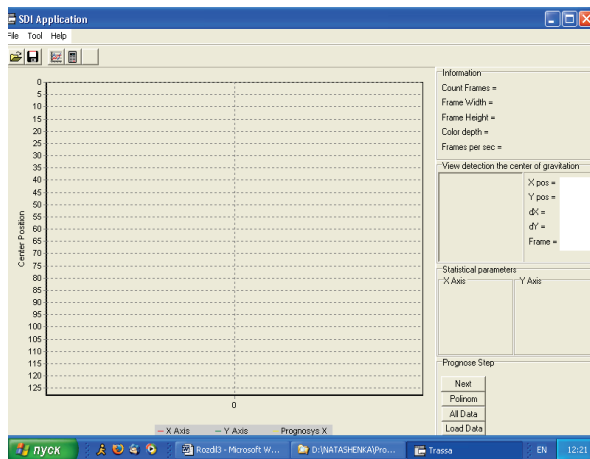 SDI Application
File Tool Help
Information
Count Frames =
Frame Width =
Frame Height =
Color depth =
Frames per sec =
View detection the center of gravitation
X pos =
Y pos =
dX =
dY =
Frame =
Statistical parameters
X Axis
Y Axis
Prognose Step
Next
Polinom
All Data
Load Data
Center Position
0
5
10
15
20
25
30
35
40
45
50
55
60
65
70
75
80
85
90
95
100
105
110
115
120
125
0
X Axis Y Axis Prognosys X
пуск Rozdil3 - Microsoft W... D:\NATASHENKA\Pro... Trassa EN 12:21